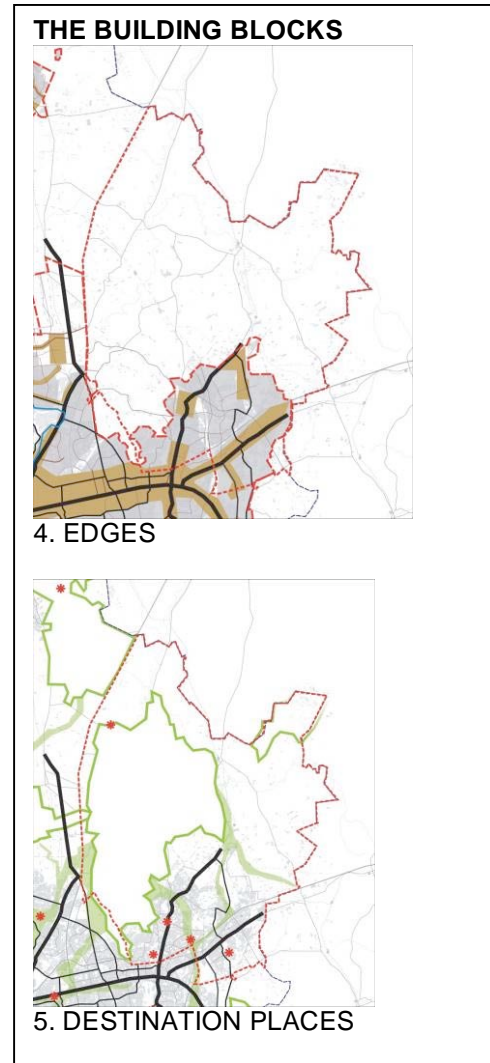 THE BUILDING BLOCKS
4. EDGES
5. DESTINATION PLACES